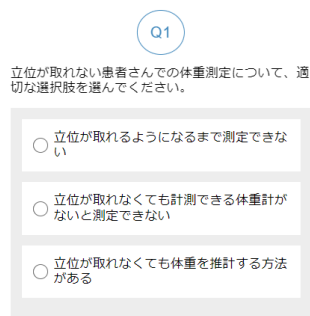 Q1
立位が取れない患者さんでの体重測定について、適
切な選択肢を選んでください。
立位が取れるようになるまで測定できな
い
立位が取れなくても計測できる体重計が
ないと測定できない
立位が取れなくても体重を推計する方法
がある